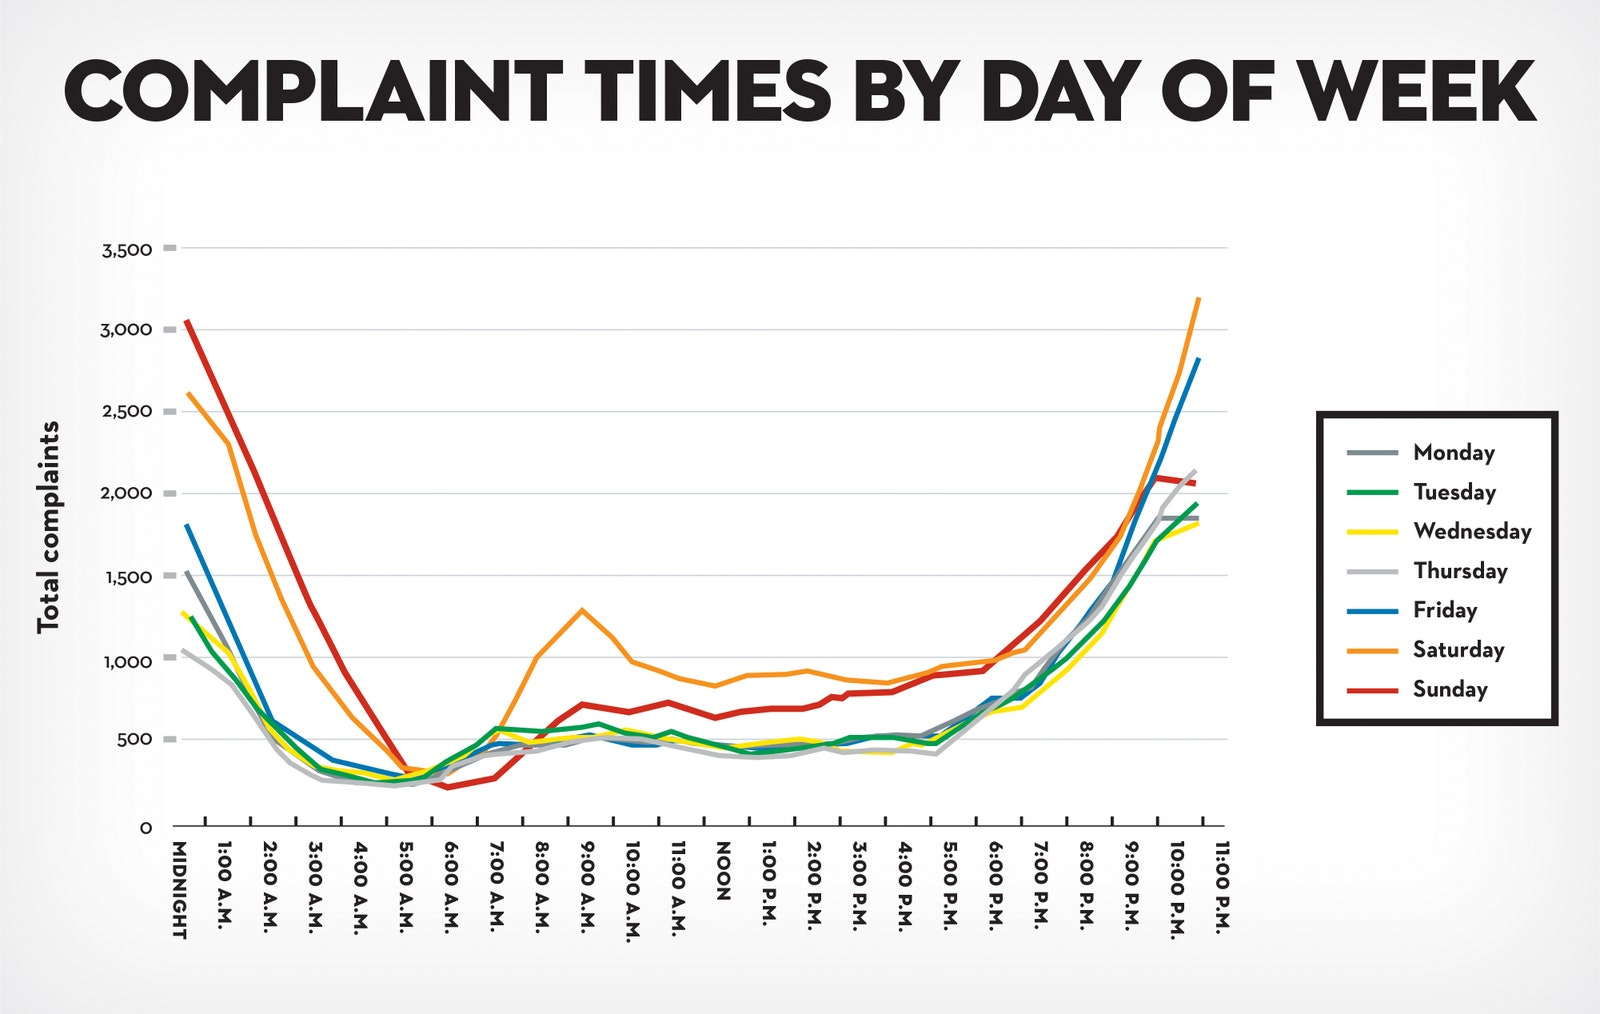 COMPLAINT TIMES BY DAY OF WEEK
Total complaints
3,500
3,000
2,500
2,000
1,500
1,000
500
0
MIDNIGHT
1:00 A.M.
2:00 A.M.
3:00 A.M.
4:00 A.M.
5:00 A.M.
6:00 A.M.
7:00 A.M.
8:00 A.M.
9:00 A.M.
10:00 A.M.
11:00 A.M.
NOON
1:00 P.M.
2:00 P.M.
3:00 P.M.
4:00 P.M.
5:00 P.M.
6:00 P.M.
7:00 P.M.
8:00 P.M.
9:00 P.M.
10:00 P.M.
11:00 P.M.
Monday
Tuesday
Wednesday
Thursday
Friday
Saturday
Sunday